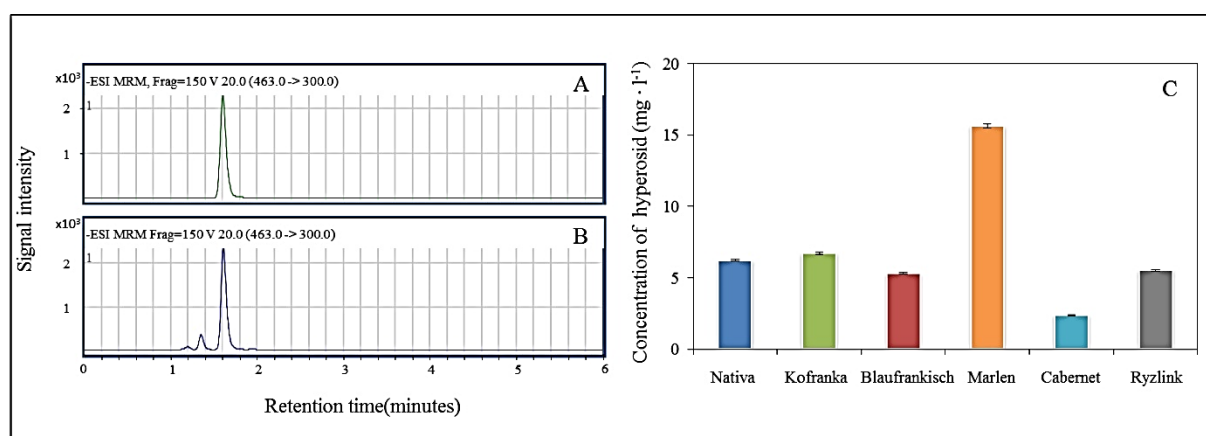 Signal intensity
x10³
-ESI MRM, Frag=150 V 20.0 (463.0 -> 300.0)
A
1
2
1
x10³
-ESI MRM Frag=150 V 20.0 (463.0 -> 300.0)
B
1
2
1
0 1 2 3 4 5 6
Retention time(minutes)
Concentration of hyperosid (mg · l⁻¹)
C
20
15
10
5
0
Nativa Kofranka Blaufrankisch Marlen Cabernet Ryzlink